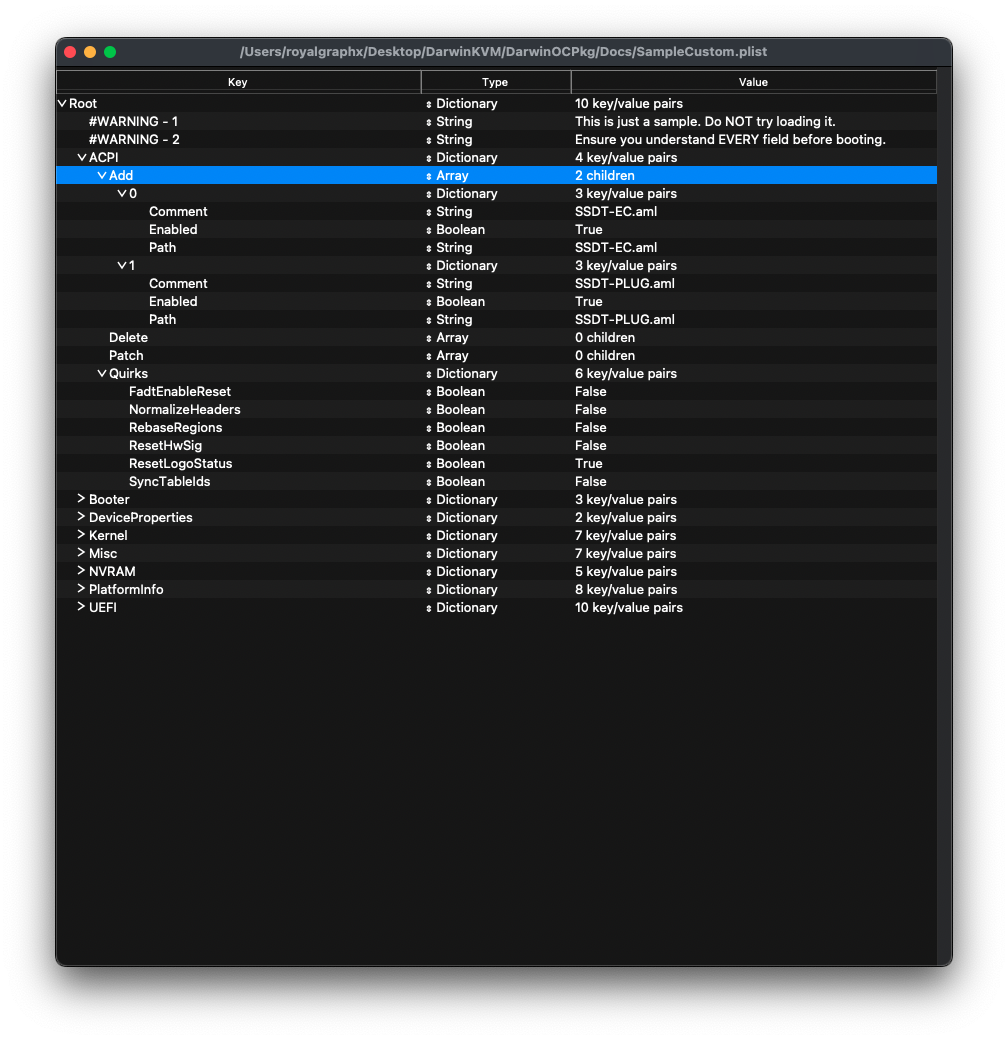 /Users/royalgraphx/Desktop/DarwinKVM/DarwinOCPkg/Docs/SampleCustom.plist
Key Type Value
Root Dictionary 10 key/value pairs
#WARNING - 1 String This is just a sample. Do NOT try loading it.
#WARNING - 2 String Ensure you understand EVERY field before booting.
ACPI Dictionary 4 key/value pairs
Add Array 2 children
0 Dictionary 3 key/value pairs
Comment String SSDT-EC.aml
Enabled Boolean True
Path String SSDT-EC.aml
1 Dictionary 3 key/value pairs
Comment String SSDT-PLUG.aml
Enabled Boolean True
Path String SSDT-PLUG.aml
Delete Array 0 children
Patch Array 0 children
Quirks Dictionary 6 key/value pairs
FadtEnableReset Boolean False
NormalizeHeaders Boolean False
RebaseRegions Boolean False
ResetHwSig Boolean False
ResetLogoStatus Boolean True
SyncTableIds Boolean False
Booter Dictionary 3 key/value pairs
DeviceProperties Dictionary 2 key/value pairs
Kernel Dictionary 7 key/value pairs
Misc Dictionary 7 key/value pairs
NVRAM Dictionary 5 key/value pairs
PlatformInfo Dictionary 8 key/value pairs
UEFI Dictionary 10 key/value pairs